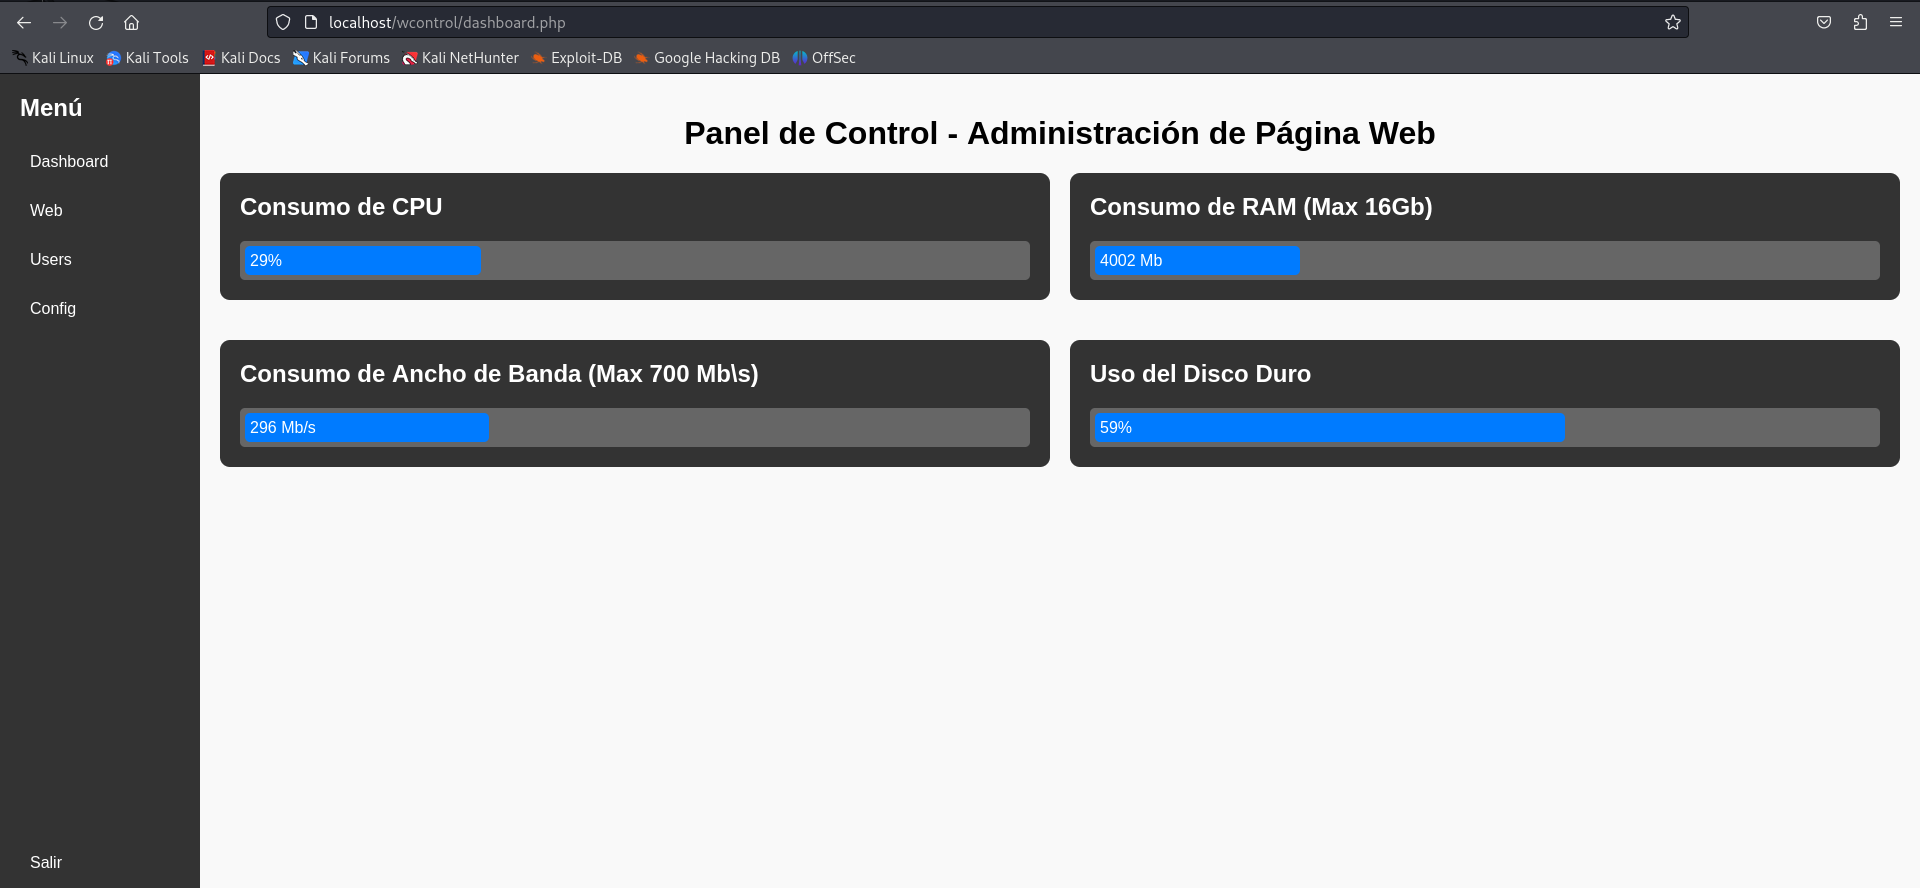 localhost/wcontrol/dashboard.php
Kali Linux Kali Tools Kali Docs Kali Forums Kali NetHunter Exploit-DB Google Hacking DB OffSec
Menú
Dashboard
Web
Users
Config
Salir
Panel de Control - Administración de Página Web
Consumo de CPU
29%
Consumo de RAM (Max 16Gb)
4002 Mb
Consumo de Ancho de Banda (Max 700 Mb\s)
296 Mb/s
Uso del Disco Duro
59%